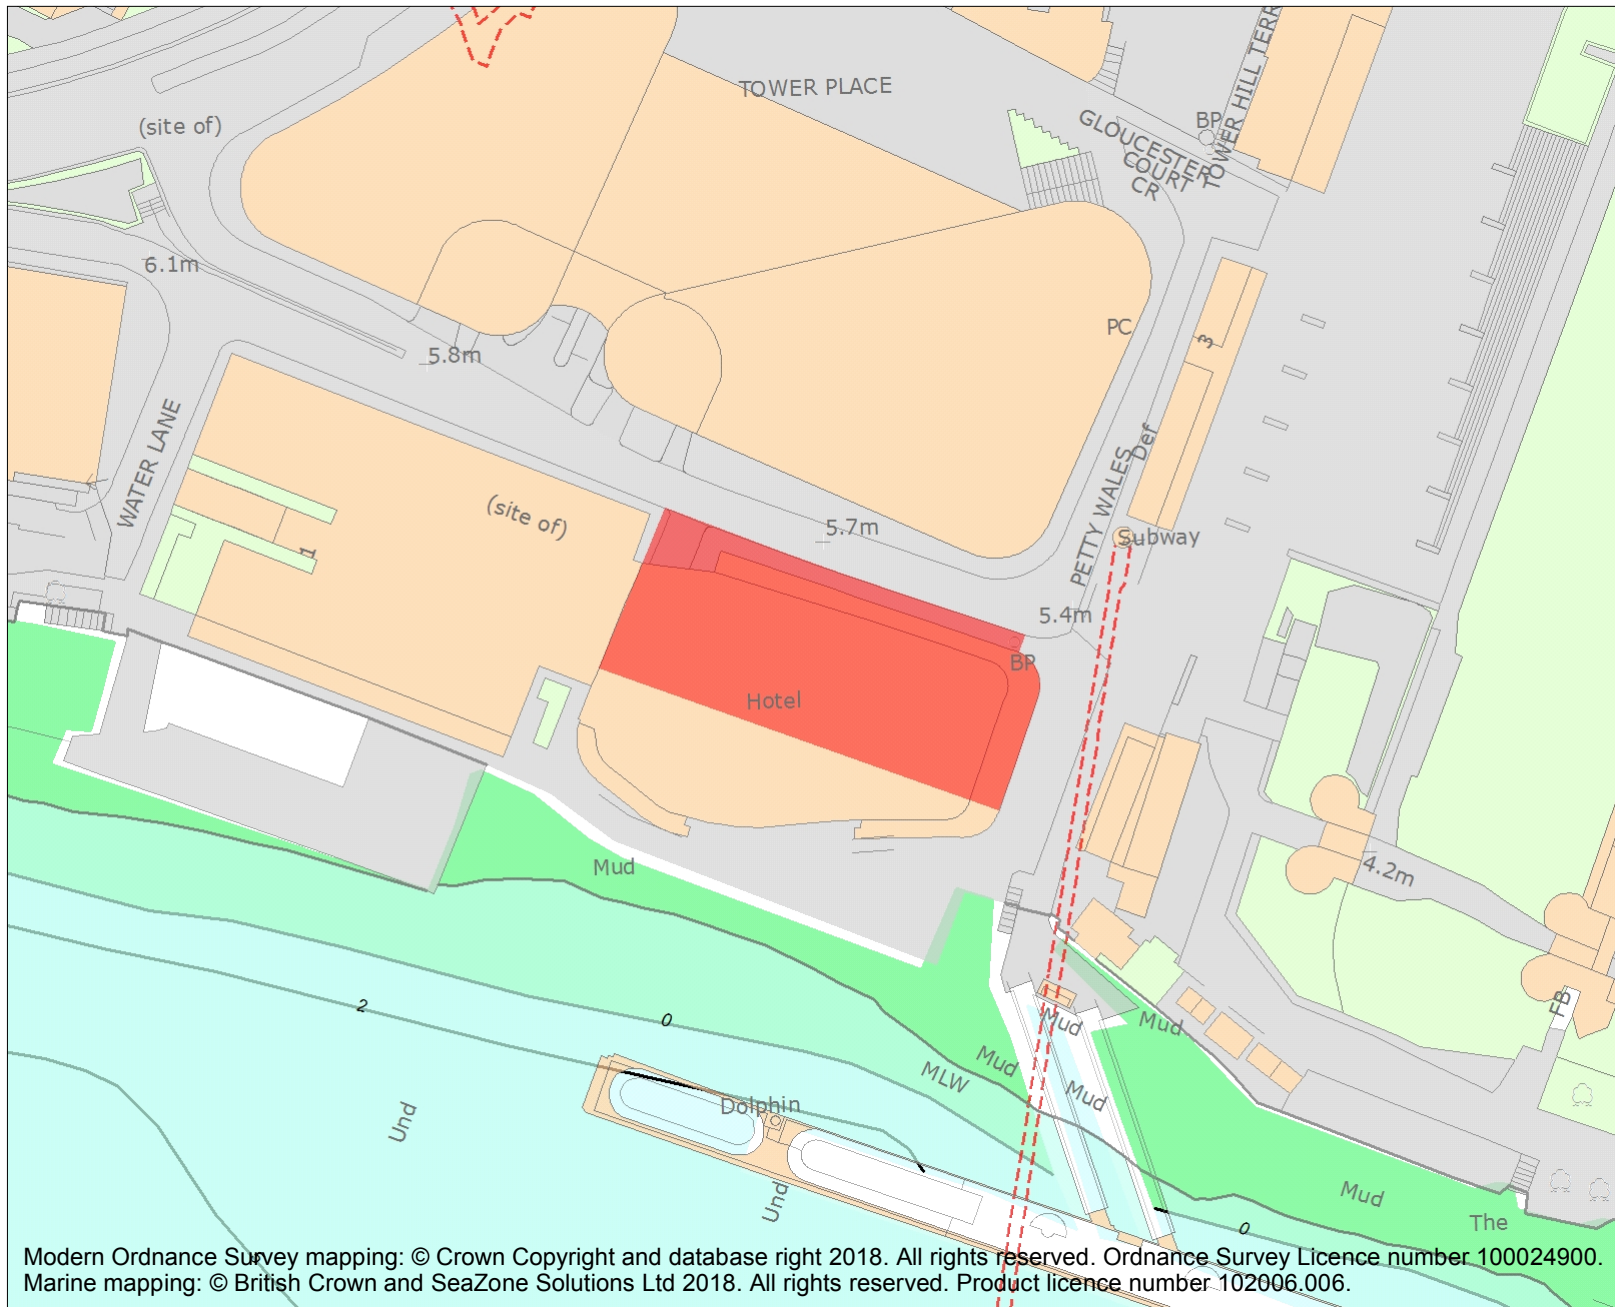 TOWER PLACE
TOWER HILL TERR
BP
GLOUCESTER
COURT
CR
(site of)
6.1m
5.8m
PC
3
WATER LANE
(site of)
1
5.7m
PETTY WALES
Def
Subway
5.4m
BP
Hotel
Mud
4.2m
FB
2
0
Mud
Mud
Mud
MLW
Mud
Dolphin
Und
Und
Mud
The
0
Modern Ordnance Survey mapping: © Crown Copyright and database right 2018. All rights reserved. Ordnance Survey Licence number 100024900.
Marine mapping: © British Crown and SeaZone Solutions Ltd 2018. All rights reserved. Product licence number 102006.006.